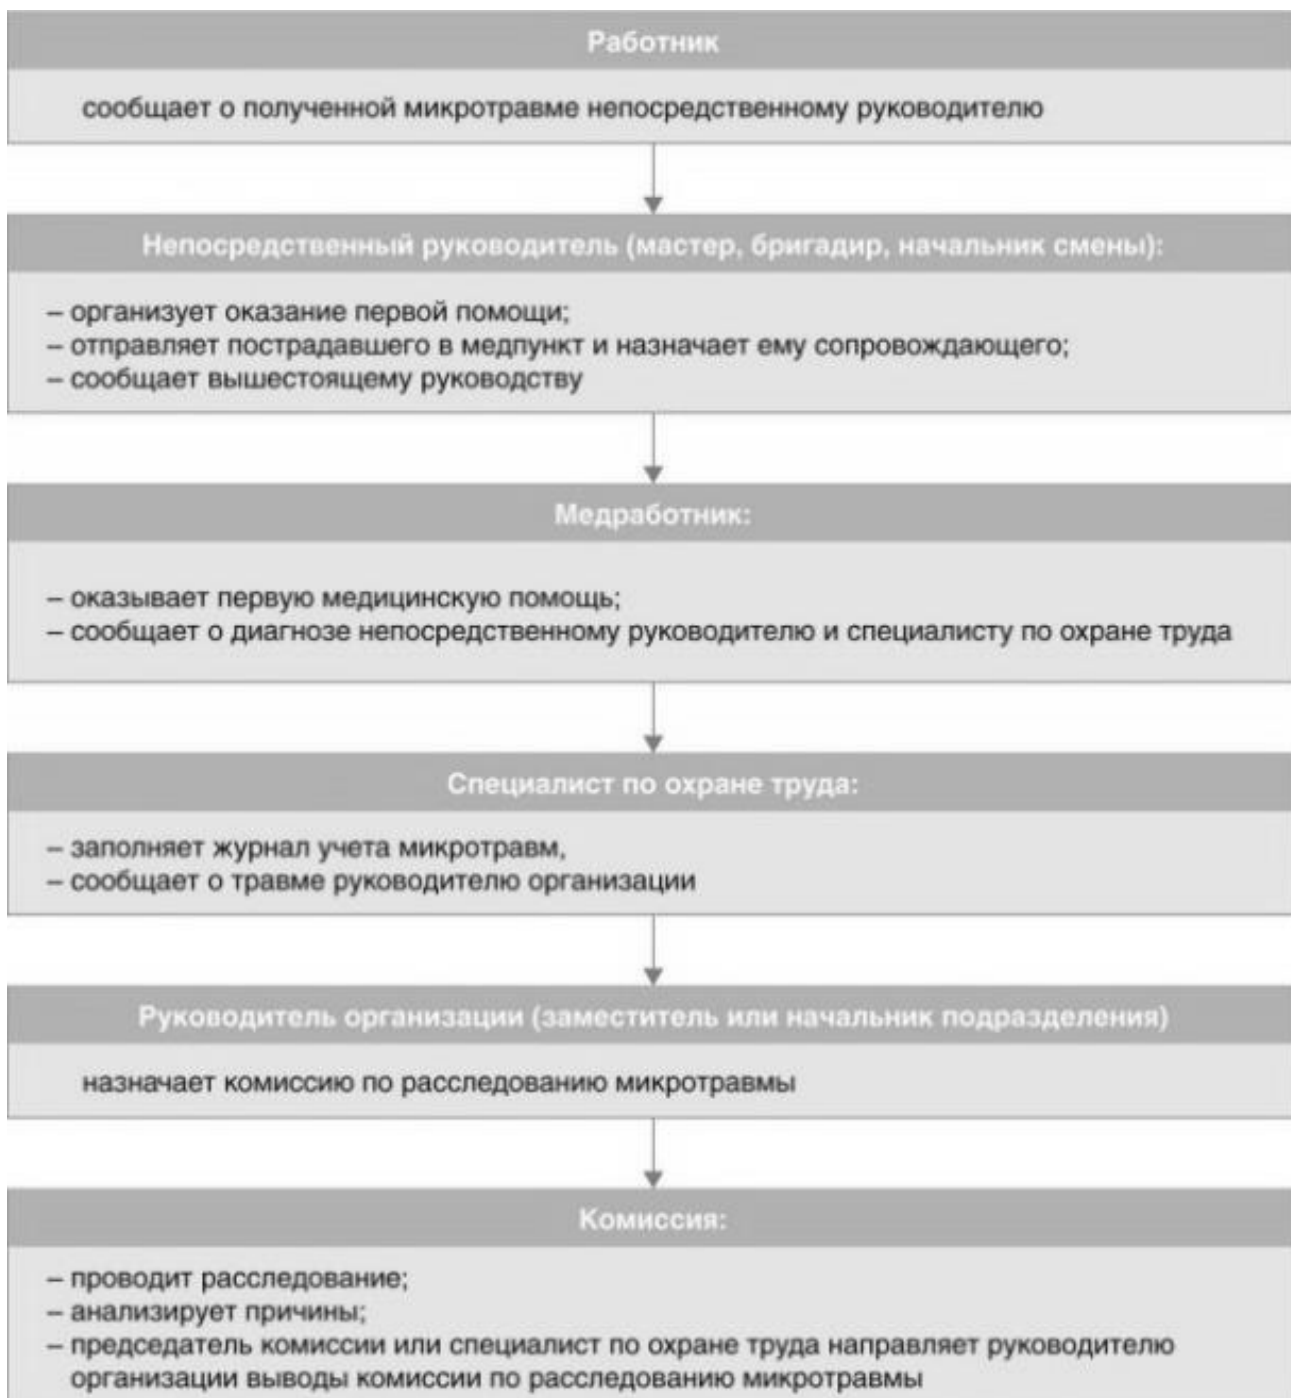 Работник
сообщает о полученной микротравме непосредственному руководителю
Непосредственный руководитель (мастер, бригадир, начальник смены):
– организует оказание первой помощи;
– отправляет пострадавшего в медпункт и назначает ему сопровождающего;
– сообщает вышестоящему руководству
Медработник:
– оказывает первую медицинскую помощь;
– сообщает о диагнозе непосредственному руководителю и специалисту по охране труда
Специалист по охране труда:
– заполняет журнал учета микротравм,
– сообщает о травме руководителю организации
Руководитель организации (заместитель или начальник подразделения)
назначает комиссию по расследованию микротравмы
Комиссия:
– проводит расследование;
– анализирует причины;
– председатель комиссии или специалист по охране труда направляет руководителю
организации выводы комиссии по расследованию микротравмы